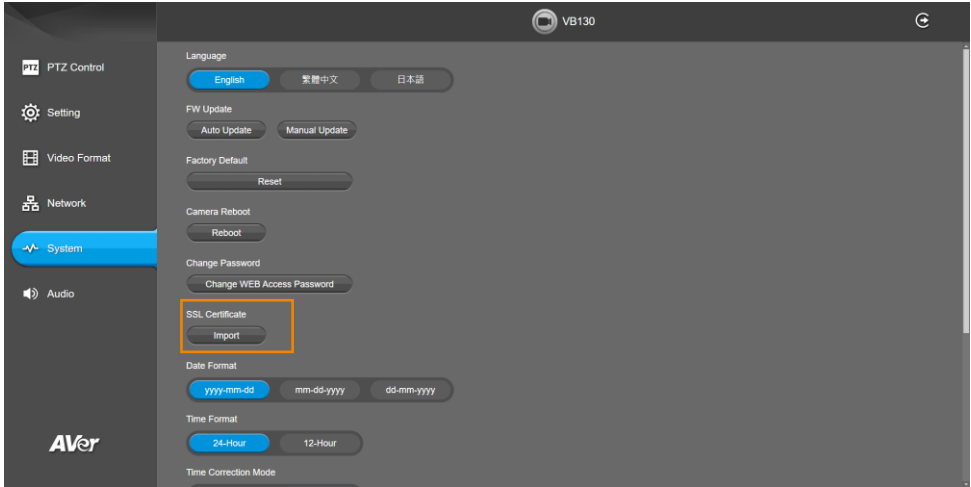 VB130
PTZ PTZ Control
Setting
Video Format
Network
System
Audio
AVer
Language
English 繁體中文 日本語
FW Update
Auto Update Manual Update
Factory Default
Reset
Camera Reboot
Reboot
Change Password
Change WEB Access Password
SSL Certificate
Import
Date Format
yyyy-mm-dd mm-dd-yyyy dd-mm-yyyy
Time Format
24-Hour 12-Hour
Time Correction Mode